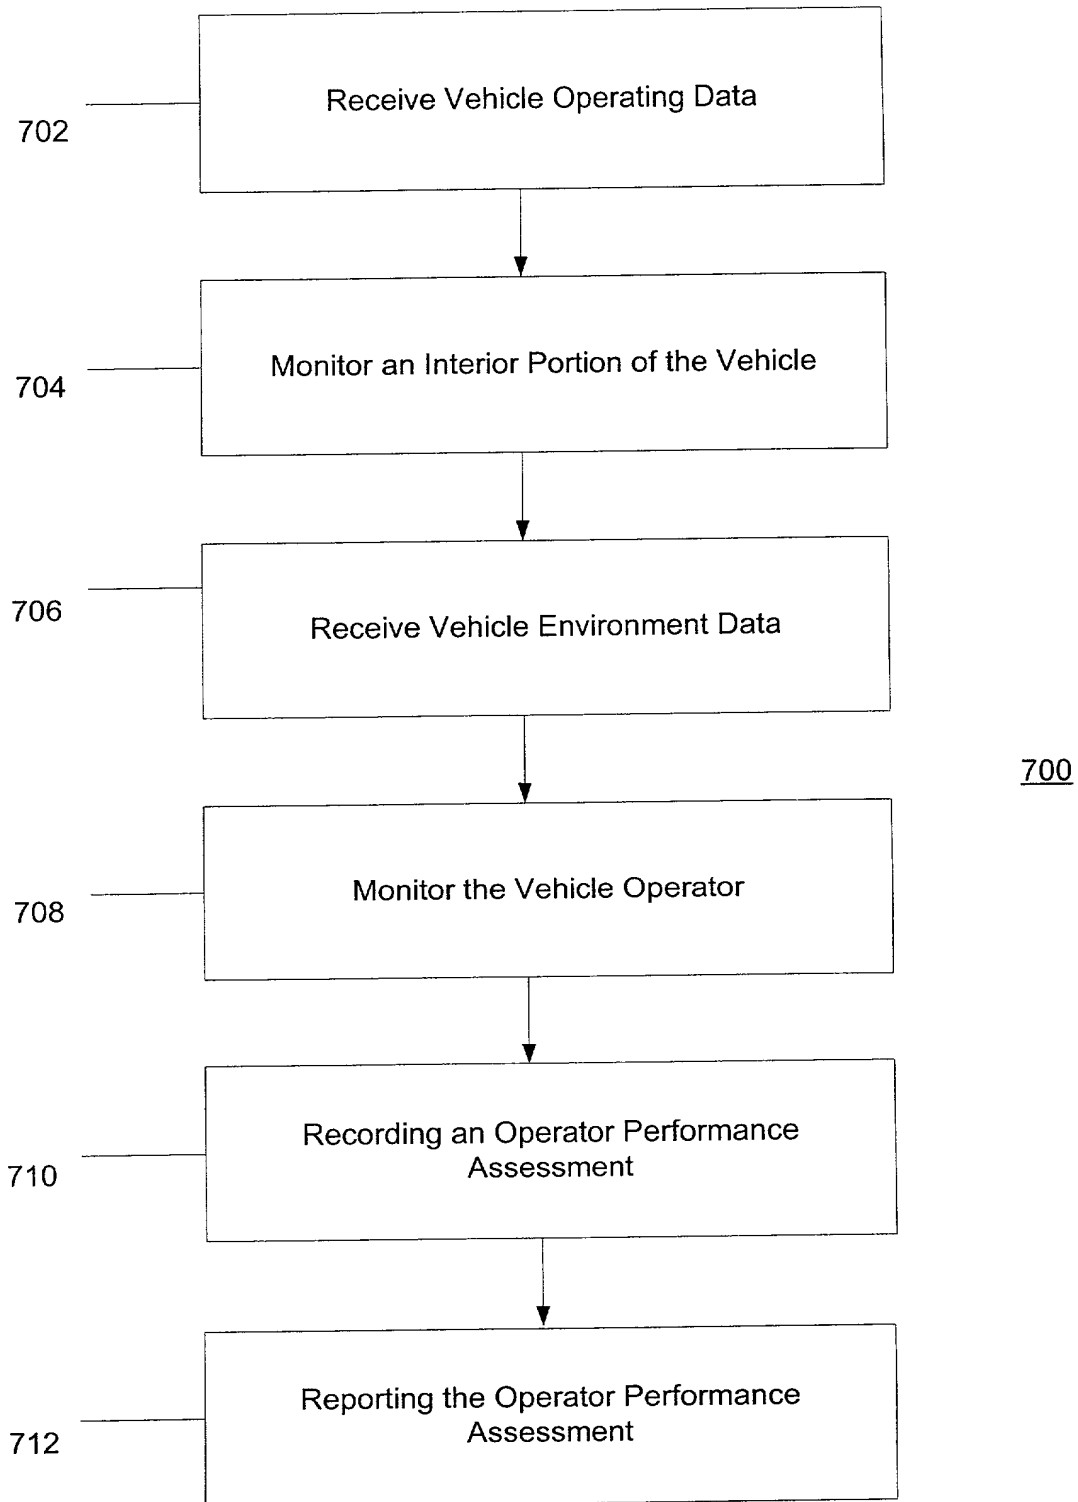 Receive Vehicle Operating Data
702
Monitor an Interior Portion of the Vehicle
704
706
Receive Vehicle Environment Data
700
Monitor the Vehicle Operator
708
Recording an Operator Performance
Assessment
710
Reporting the Operator Performance
Assessment
712